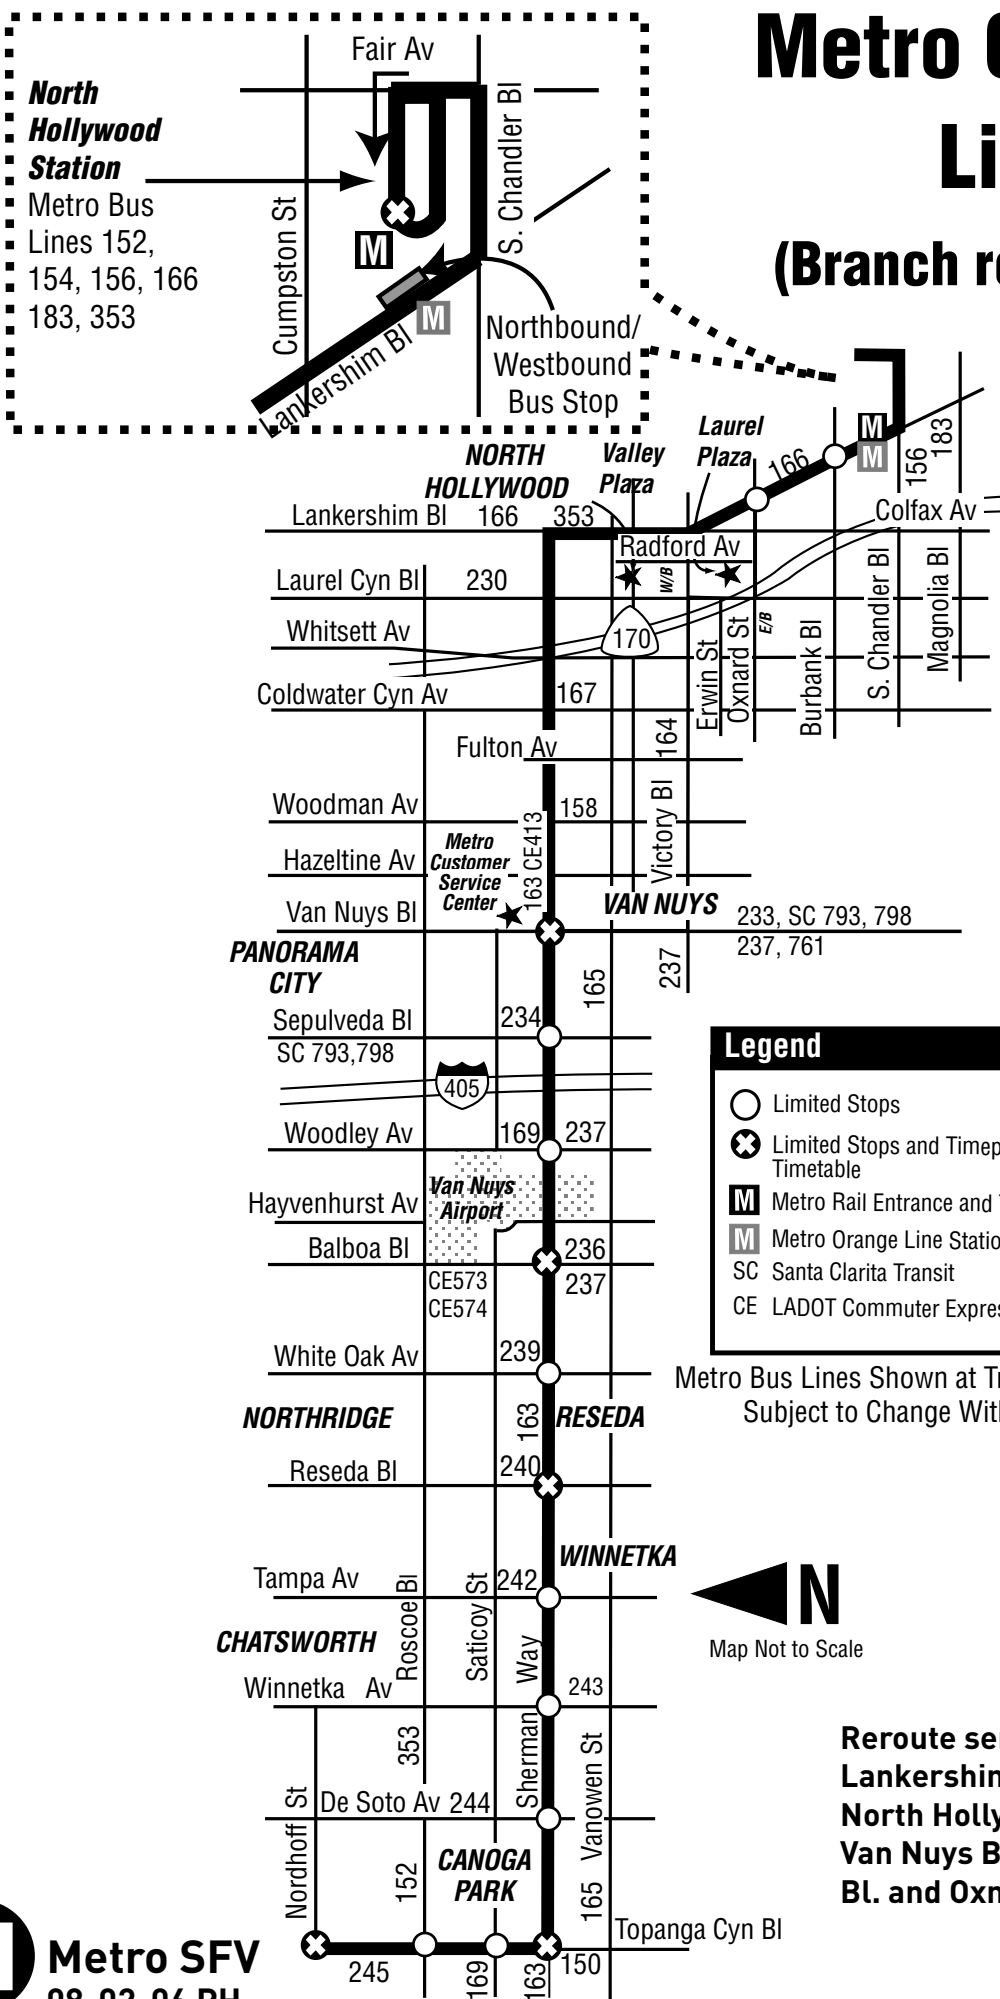 Metro
Li
(Branch
Fair Av
North
Hollywood
Station
Metro Bus
Lines 152,
154, 156, 166
183, 353
Cumpston St
S. Chandler Bl
M
M
Lankershim Bl
Northbound/
Westbound
Bus Stop
NORTH
HOLLYWOOD
Valley
Plaza
Laurel
Plaza
166
M
M
156
183
Lankershim Bl 166 353
Colfax Av
Radford Av
Laurel Cyn Bl 230
W/B
E/B
Whitsett Av
170
Erwin St
Oxnard St
Burbank Bl
S. Chandler Bl
Magnolia Bl
Coldwater Cyn Av 167
Fulton Av
164
Woodman Av 158
Victory Bl
Hazeltine Av
Metro
Customer
Service
Center
163 CE413
Van Nuys Bl
VAN NUYS
233, SC 793, 798
237, 761
PANORAMA
CITY
165
237
Sepulveda Bl 234
SC 793,798
405
Woodley Av 169 237
Van Nuys
Airport
Hayvenhurst Av
Balboa Bl 236
237
CE573
CE574
White Oak Av 239
NORTHRIDGE
163
RESEDA
Reseda Bl 240
WINNETKA
Tampa Av 242
Roscoe Bl
Saticoy St
CHATSWORTH
Sherman Way
Winnetka Av 243
353
Vanowen St
De Soto Av 244
Nordhoff St
152
CANOGA
PARK
165
Topanga Cyn Bl
245
169
163
150
Legend
Limited Stops
Limited Stops and
Timetable
M Metro Rail Entrance and
M Metro Orange Line
SC Santa Clarita Transit
CE LADOT Commuter
Metro Bus Lines Shown at
Subject to Change
N
Map Not to Scale
Reroute
Lankershim
North
Van Nuys
Bl. and
Metro SFV